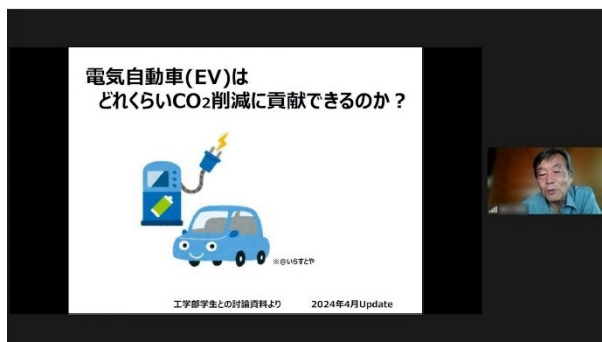 電気自動車(EV)は
どれくらいCO₂削減に貢献できるのか？
※@いらすとや
工学部学生との討論資料より 2024年4月Update